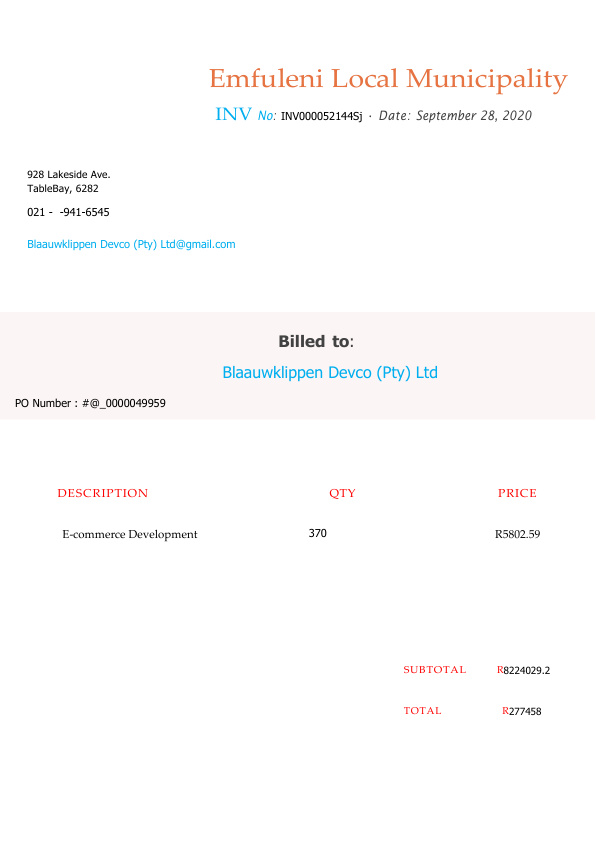 Emfuleni Local Municipality
INV No: INV000052144Sj · Date: September 28, 2020
928 Lakeside Ave.
TableBay, 6282
021 - -941-6545
Blaauwklippen Devco (Pty) Ltd@gmail.com
Billed to:
Blaauwklippen Devco (Pty) Ltd
PO Number : #@_0000049959
DESCRIPTION QTY PRICE
E-commerce Development 370 R5802.59
SUBTOTAL R8224029.2
TOTAL R277458